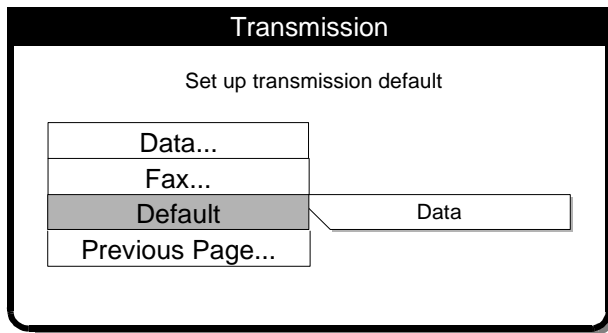 Transmission
Set up transmission default
Data...
Fax...
Default
Data
Previous Page...